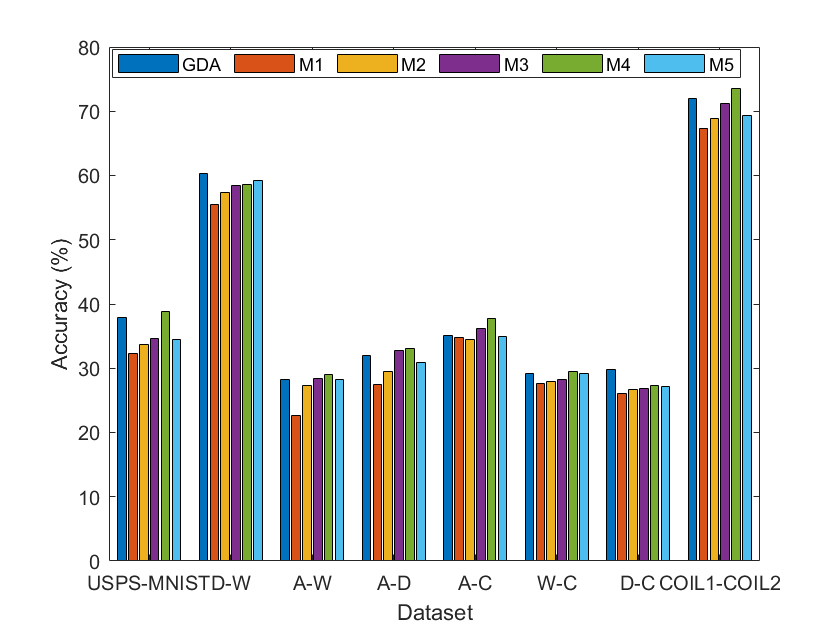 80
70
60
50
40
30
20
10
0
Accuracy (%)
GDA M1 M2 M3 M4 M5
USPS-MNIST D-W A-W A-D A-C W-C D-C COIL1-COIL2
Dataset